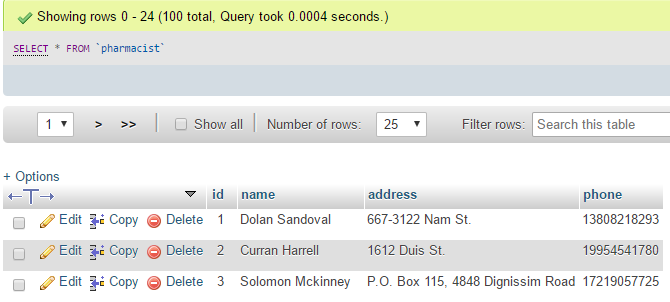 Showing rows 0 - 24 (100 total, Query took 0.0004 seconds.)
SELECT * FROM `pharmacist`
1 > >> Show all Number of rows: 25 Filter rows: Search this table
+ Options
id name address phone
Edit Copy Delete 1 Dolan Sandoval 667-3122 Nam St. 13808218293
Edit Copy Delete 2 Curran Harrell 1612 Duis St. 19954541780
Edit Copy Delete 3 Solomon Mckinney P.O. Box 115, 4848 Dignissim Road 17219057725